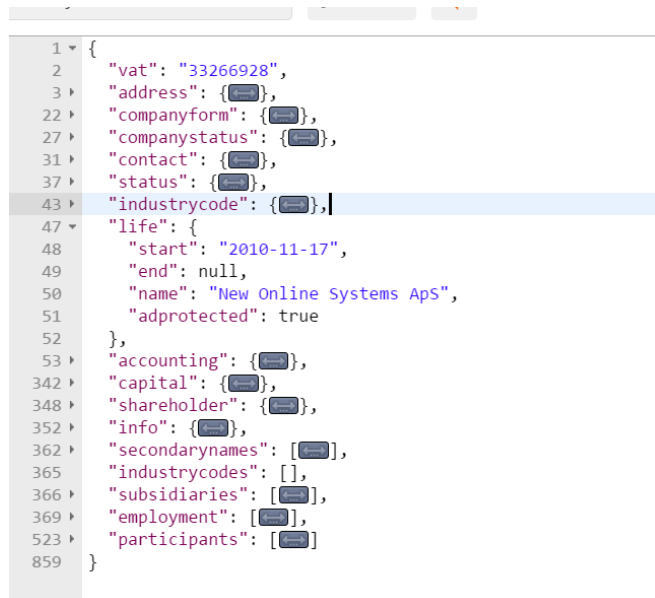 1 {
2 "vat": "33266928",
3 "address": {↔},
22 "companyform": {↔},
27 "companystatus": {↔},
31 "contact": {↔},
37 "status": {↔},
43 "industrycode": {↔},
47 "life": {
48 "start": "2010-11-17",
49 "end": null,
50 "name": "New Online Systems ApS",
51 "adprotected": true
52 },
53 "accounting": {↔},
342 "capital": {↔},
348 "shareholder": {↔},
352 "info": {↔},
362 "secondarynames": [↔],
365 "industrycodes": [],
366 "subsidiaries": [↔],
369 "employment": [↔],
523 "participants": [↔]
859 }